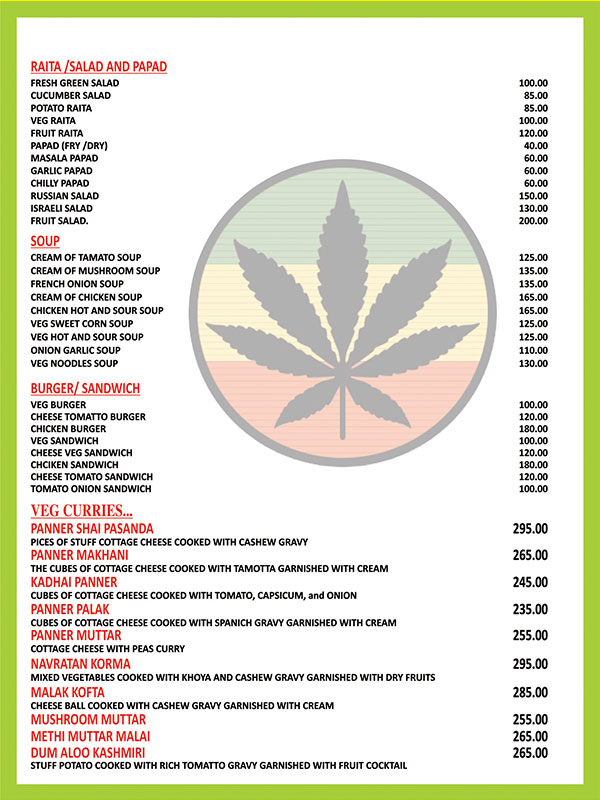 RAITA /SALAD AND PAPAD
FRESH GREEN SALAD 100.00
CUCUMBER SALAD 85.00
POTATO RAITA 85.00
VEG RAITA 100.00
FRUIT RAITA 120.00
PAPAD (FRY /DRY) 40.00
MASALA PAPAD 60.00
GARLIC PAPAD 60.00
CHILLY PAPAD 60.00
RUSSIAN SALAD 150.00
ISRAELI SALAD 130.00
FRUIT SALAD. 200.00
SOUP
CREAM OF TAMATO SOUP 125.00
CREAM OF MUSHROOM SOUP 135.00
FRENCH ONION SOUP 135.00
CREAM OF CHICKEN SOUP 165.00
CHICKEN HOT AND SOUR SOUP 165.00
VEG SWEET CORN SOUP 125.00
VEG HOT AND SOUR SOUP 125.00
ONION GARLIC SOUP 110.00
VEG NOODLES SOUP 130.00
BURGER/ SANDWICH
VEG BURGER 100.00
CHEESE TOMATTO BURGER 120.00
CHICKEN BURGER 180.00
VEG SANDWICH 100.00
CHEESE VEG SANDWICH 120.00
CHCIKEN SANDWICH 180.00
CHEESE TOMATO SANDWICH 120.00
TOMATO ONION SANDWICH 100.00
VEG CURRIES...
PANNER SHAI PASANDA 295.00
PICES OF STUFF COTTAGE CHEESE COOKED WITH CASHEW GRAVY
PANNER MAKHANI 265.00
THE CUBES OF COTTAGE CHEESE COOKED WITH TAMOTTA GARNISHED WITH CREAM
KADHAI PANNER 245.00
CUBES OF COTTAGE CHEESE COOKED WITH TOMATO, CAPSICUM, and ONION
PANNER PALAK 235.00
CUBES OF COTTAGE CHEESE COOKED WITH SPANICH GRAVY GARNISHED WITH CREAM
PANNER MUTTAR 255.00
COTTAGE CHEESE WITH PEAS CURRY
NAVRATAN KORMA 295.00
MIXED VEGETABLES COOKED WITH KHOYA AND CASHEW GRAVY GARNISHED WITH DRY FRUITS
MALAK KOFTA 285.00
CHEESE BALL COOKED WITH CASHEW GRAVY GARNISHED WITH CREAM
MUSHROOM MUTTAR 255.00
METHI MUTTAR MALAI 265.00
DUM ALOO KASHMIRI 265.00
STUFF POTATO COOKED WITH RICH TOMATTO GRAVY GARNISHED WITH FRUIT COCKTAIL